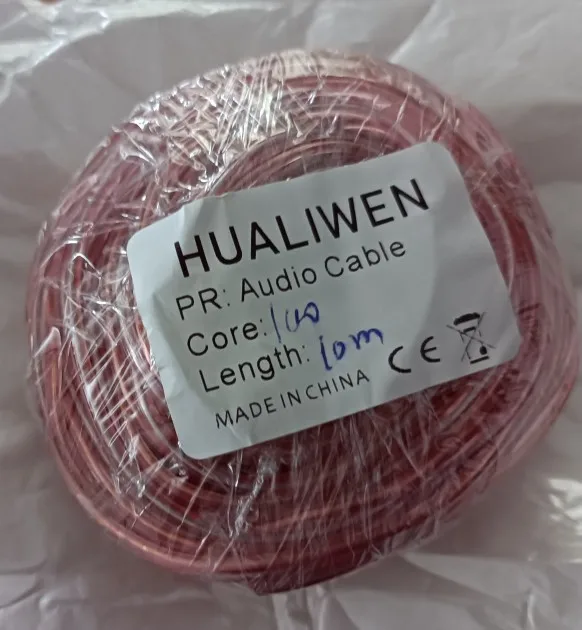 HUALIWEN
PR: Audio Cable
Core: 100
Length: 10m
MADE IN CHINA CE